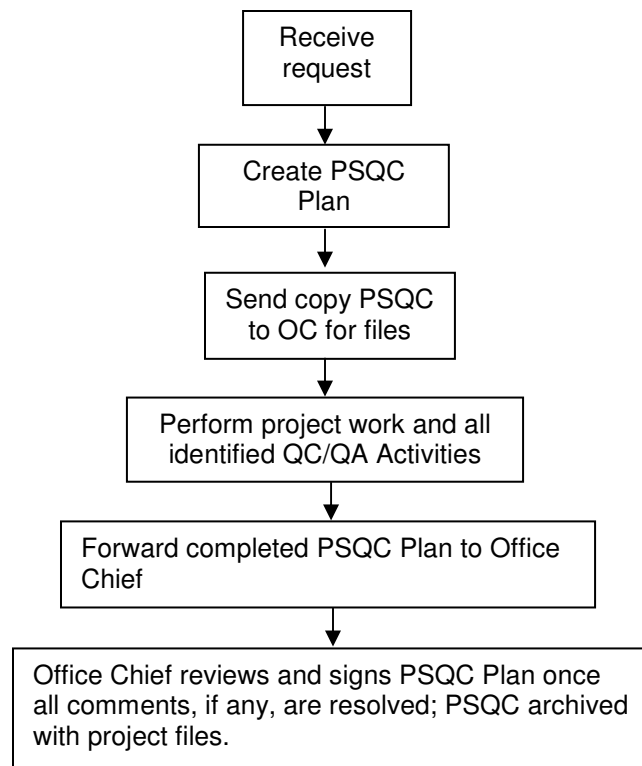 Receive
request
Create PSQC
Plan
Send copy PSQC
to OC for files
Perform project work and all
identified QC/QA Activities
Forward completed PSQC Plan to Office
Chief
Office Chief reviews and signs PSQC Plan once
all comments, if any, are resolved; PSQC archived
with project files.